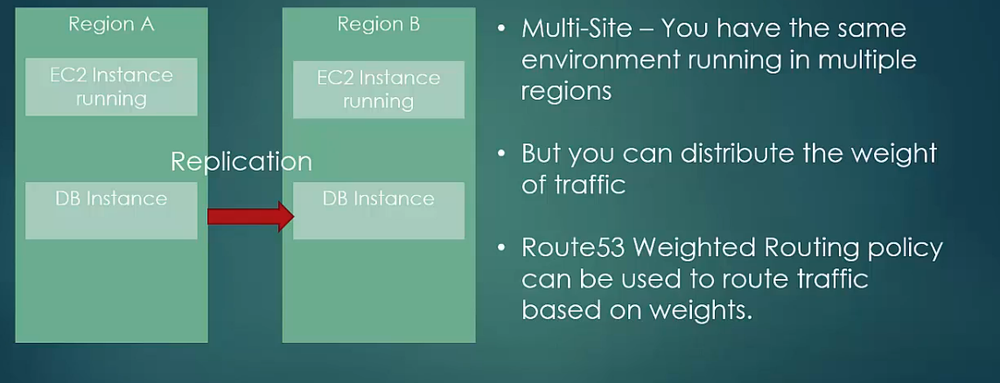 Region A
EC2 Instance
running
DB Instance
Replication
Region B
EC2 Instance
running
DB Instance
• Multi-Site – You have the same
environment running in multiple
regions
• But you can distribute the weight
of traffic
• Route53 Weighted Routing policy
can be used to route traffic
based on weights.